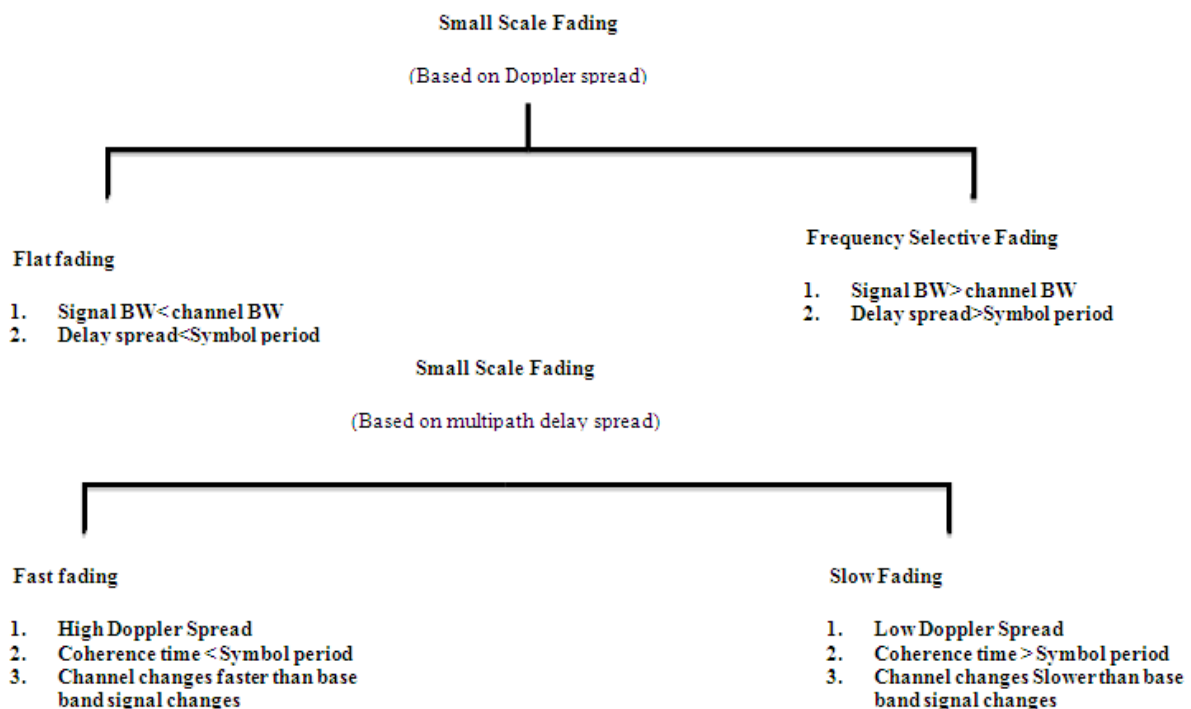 Small Scale Fading
(Based on Doppler spread)
Flat fading
1. Signal BW< channel BW
2. Delay spread<Symbol period
Frequency Selective Fading
1. Signal BW> channel BW
2. Delay spread>Symbol period
Small Scale Fading
(Based on multipath delay spread)
Fast fading
1. High Doppler Spread
2. Coherence time < Symbol period
3. Channel changes faster than base
band signal changes
Slow Fading
1. Low Doppler Spread
2. Coherence time > Symbol period
3. Channel changes Slower than base
band signal changes